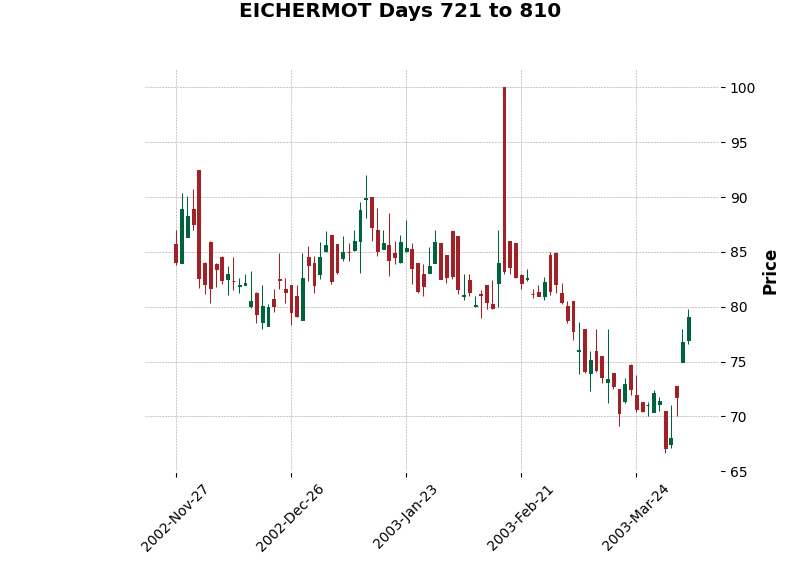 EICHERMOT Days 721 to 810
100
95
90
85
80
75
70
65
Price
2002-Nov-27
2002-Dec-26
2003-Jan-23
2003-Feb-21
2003-Mar-24